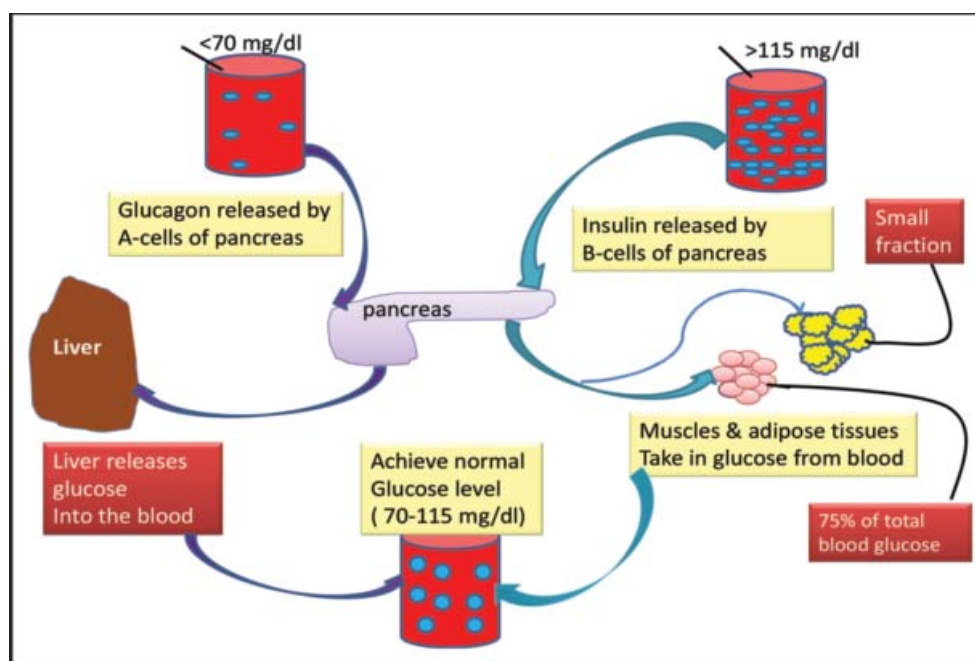 <70 mg/dl
>115 mg/dl
Glucagon released by
A-cells of pancreas
Insulin released by
B-cells of pancreas
Small
fraction
pancreas
Liver
Liver releases
glucose
Into the blood
Achieve normal
Glucose level
( 70-115 mg/dl)
Muscles & adipose tissues
Take in glucose from blood
75% of total
blood glucose